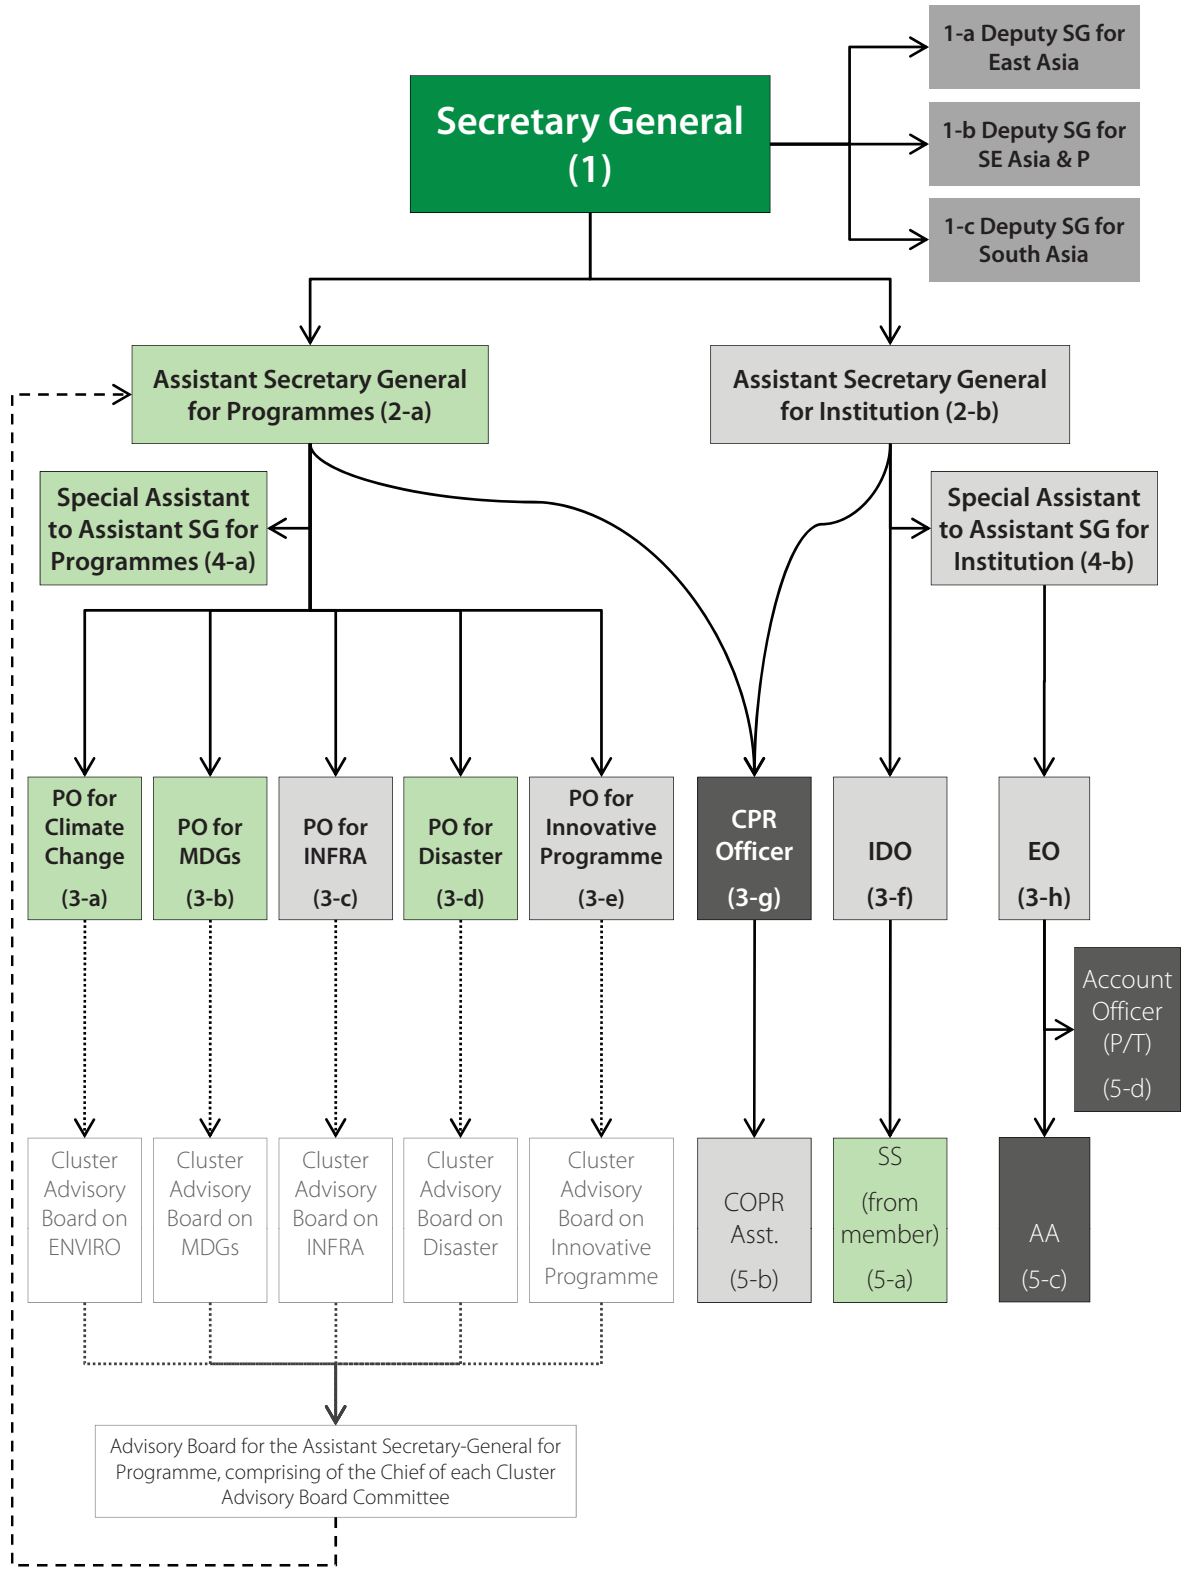 1-a Deputy SG for
East Asia
Secretary General
(1)
1-b Deputy SG for
SE Asia & P
1-c Deputy SG for
South Asia
Assistant Secretary General
for Programmes (2-a)
Assistant Secretary General
for Institution (2-b)
Special Assistant
to Assistant SG for
Programmes (4-a)
Special Assistant
to Assistant SG for
Institution (4-b)
PO for
Climate
Change
(3-a)
PO for
MDGs
(3-b)
PO for
INFRA
(3-c)
PO for
Disaster
(3-d)
PO for
Innovative
Programme
(3-e)
CPR
Officer
(3-g)
IDO
(3-f)
EO
(3-h)
Account
Officer
(P/T)
(5-d)
Cluster
Advisory
Board on
ENVIRO
Cluster
Advisory
Board on
MDGs
Cluster
Advisory
Board on
INFRA
Cluster
Advisory
Board on
Disaster
Cluster
Advisory
Board on
Innovative
Programme
COPR
Asst.
(5-b)
SS
(from
member)
(5-a)
AA
(5-c)
Advisory Board for the Assistant Secretary-General for
Programme, comprising of the Chief of each Cluster
Advisory Board Committee